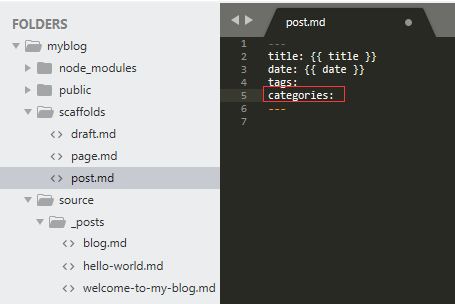 FOLDERS
myblog
node_modules
public
scaffolds
draft.md
page.md
post.md
source
_posts
blog.md
hello-world.md
welcome-to-my-blog.md
post.md
1 ---
2 title: {{ title }}
3 date: {{ date }}
4 tags:
5 categories:
6 ---
7